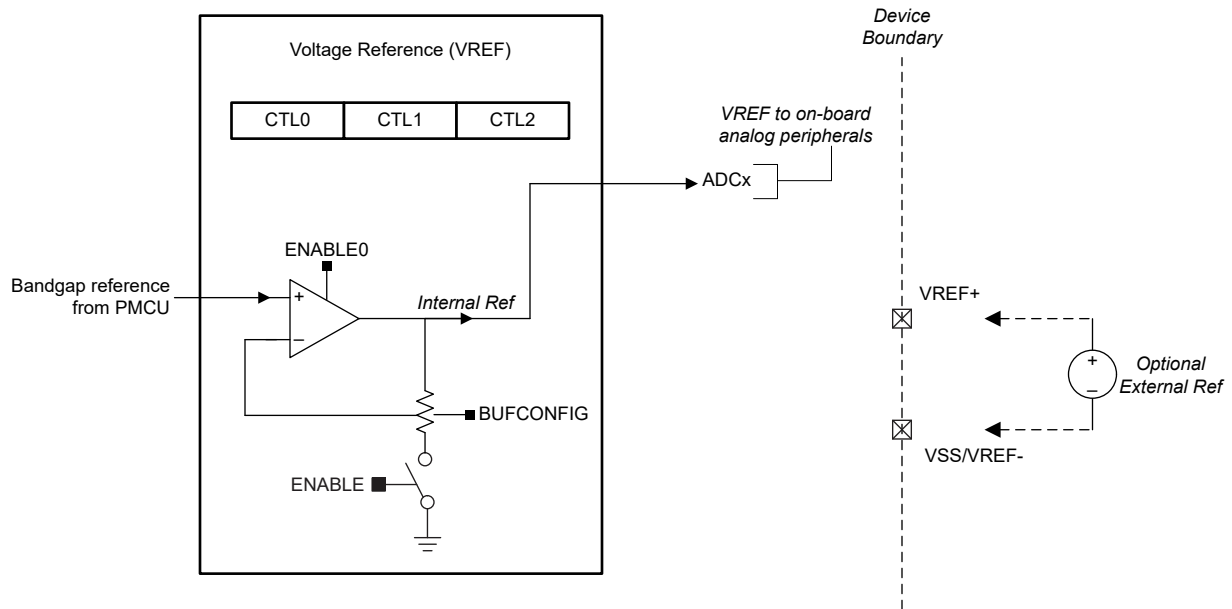 Device
Boundary
Voltage Reference (VREF)
CTL0
CTL1
CTL2
VREF to on-board
analog peripherals
ADCx
ENABLE0
Bandgap reference
from PMCU
+
–
Internal Ref
BUFCONFIG
ENABLE
VREF+
+
–
Optional
External Ref
VSS/VREF-